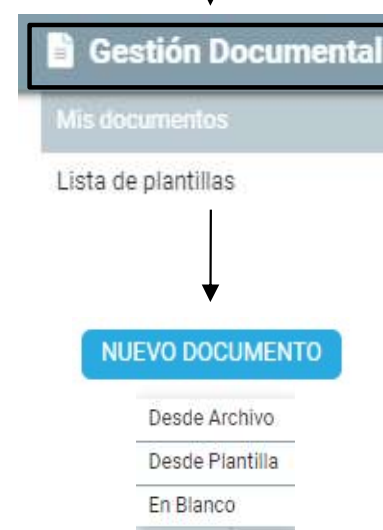 Gestión Documental
Mis documentos
Lista de plantillas
NUEVO DOCUMENTO
Desde Archivo
Desde Plantilla
En Blanco